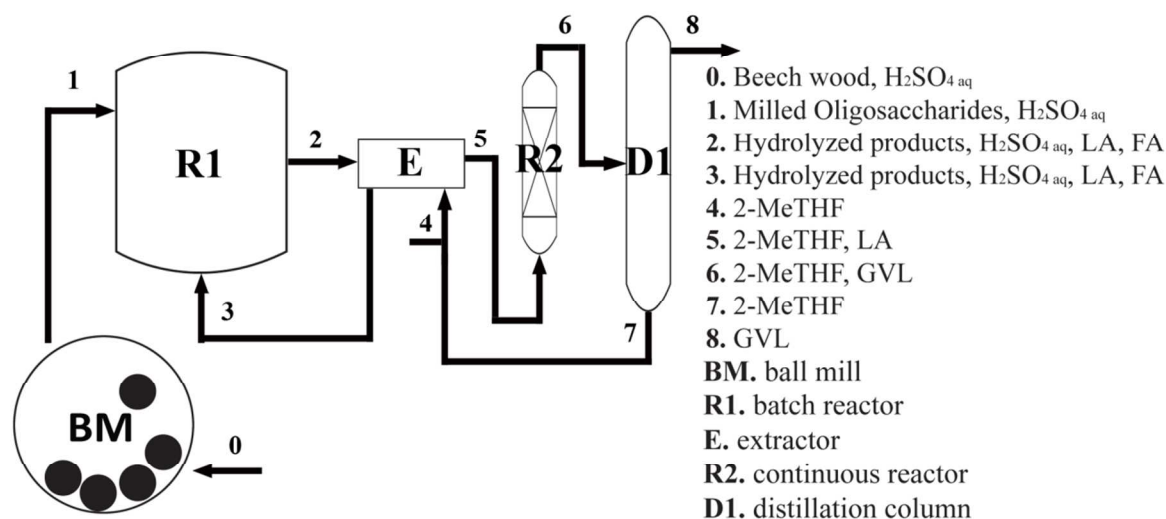 1
R1
2
E
5
R2
6
D1
8
4
3
7
BM
0
0. Beech wood, H₂SO₄ aq
1. Milled Oligosaccharides, H₂SO₄ aq
2. Hydrolyzed products, H₂SO₄ aq, LA, FA
3. Hydrolyzed products, H₂SO₄ aq, LA, FA
4. 2-MeTHF
5. 2-MeTHF, LA
6. 2-MeTHF, GVL
7. 2-MeTHF
8. GVL
BM. ball mill
R1. batch reactor
E. extractor
R2. continuous reactor
D1. distillation column